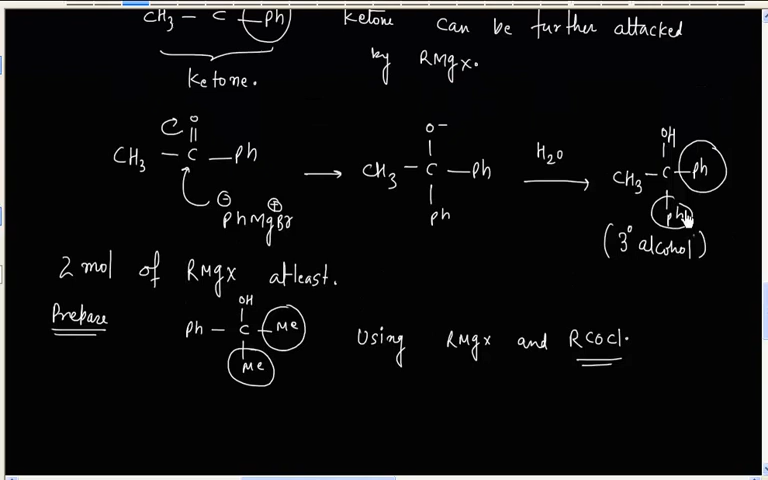 CH3 — C — Ph ketone can be further attacked
by RMgx.
ketone.
O
CH3 — C — Ph
⊖ ⊕
PhMgBr
O−
CH3 — C — Ph
Ph
H2O
OH
CH3 — C — Ph
Ph
(3° alcohol)
2 mol of RMgx atleast.
Prepare
OH
Ph — C — Me
Me
Using RMgx and RCOCl.